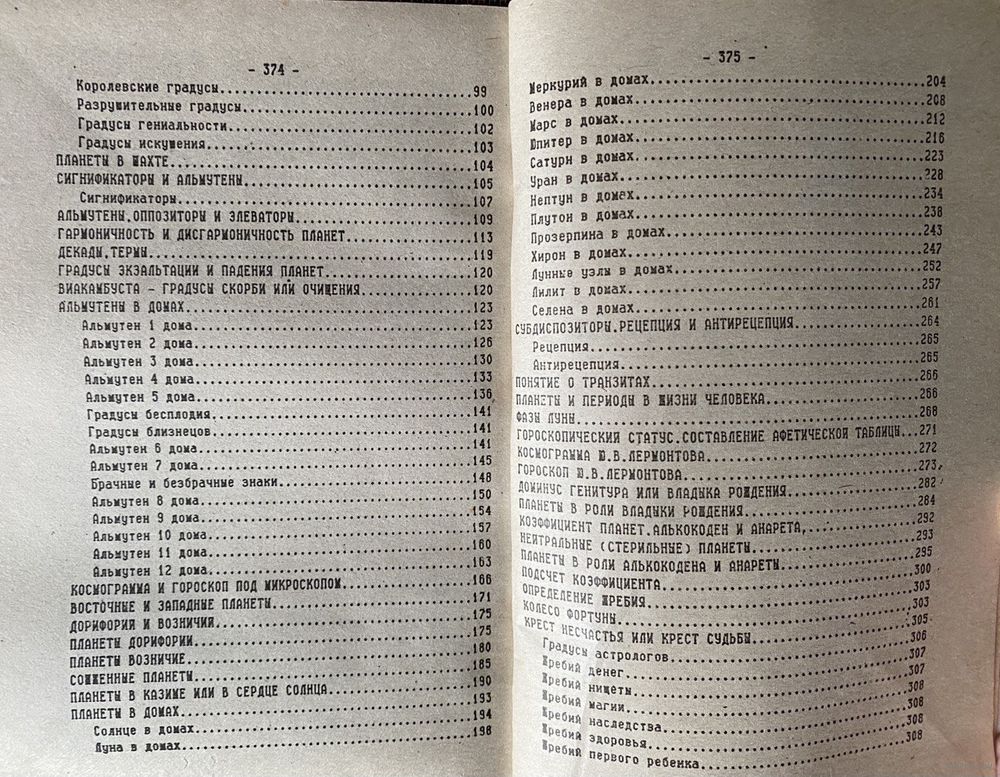 - 374 -
Королевские градусы...99
Разрушительные градусы...100
Градусы гениальности...102
Градусы искушения...103
ПЛАНЕТЫ В ШАХТЕ...104
СИГНИФИКАТОРЫ И АЛЬМУТЕНЫ...105
Сигнификаторы...107
АЛЬМУТЕНЫ,ОППОЗИТОРЫ И ЭЛЕВАТОРЫ...109
ГАРМОНИЧНОСТЬ И ДИСГАРМОНИЧНОСТЬ ПЛАНЕТ...113
ДЕКАДЫ,ТЕРМЫ...119
ГРАДУСЫ ЭКЗАЛЬТАЦИИ И ПАДЕНИЯ ПЛАНЕТ...120
ВИАКАМБУСТА - ГРАДУСЫ СКОРБИ ИЛИ ОЧИЩЕНИЯ...120
АЛЬМУТЕНЫ В ДОМАХ...123
Альмутен 1 дома...123
Альмутен 2 дома...126
Альмутен 3 дома...130
Альмутен 4 дома...133
Альмутен 5 дома...136
Градусы бесплодия...141
Градусы близнецов...141
Альмутен 6 дома...141
Альмутен 7 дома...145
Брачные и безбрачные знаки...148
Альмутен 8 дома...150
Альмутен 9 дома...154
Альмутен 10 дома...157
Альмутен 11 дома...160
Альмутен 12 дома...163
КОСМОГРАММА И ГОРОСКОП ПОД МИКРОСКОПОМ...166
ВОСТОЧНЫЕ И ЗАПАДНЫЕ ПЛАНЕТЫ...171
ДОРИФОРИИ И ВОЗНИЧИИ...175
ПЛАНЕТЫ ДОРИФОРИИ...175
ПЛАНЕТЫ ВОЗНИЧИЕ...180
СОЖЖЕННЫЕ ПЛАНЕТЫ...185
ПЛАНЕТЫ В КАЗИМЕ ИЛИ В СЕРДЦЕ СОЛНЦА...190
ПЛАНЕТЫ В ДОМАХ...193
Солнце в домах...194
Луна в домах...198
- 375 -
Меркурий в домах...204
Венера в домах...208
Марс в домах...212
Юпитер в домах...216
Сатурн в домах...223
Уран в домах...228
Нептун в домах...234
Плутон в домах...238
Прозерпина в домах...243
Хирон в домах...247
Лунные узлы в домах...252
Лилит в домах...257
Селена в домах...261
СУБДИСПОЗИТОРЫ,РЕЦЕПЦИЯ И АНТИРЕЦЕПЦИЯ...264
Рецепция...265
Антирецепция...265
ПОНЯТИЕ О ТРАНЗИТАХ...266
ПЛАНЕТЫ И ПЕРИОДЫ В ЖИЗНИ ЧЕЛОВЕКА...266
ФАЗЫ ЛУНЫ...268
ГОРОСКОПИЧЕСКИЙ СТАТУС.СОСТАВЛЕНИЕ АФЕТИЧЕСКОЙ ТАБЛИЦЫ...271
КОСМОГРАММА Ю.В.ЛЕРМОНТОВА...272
ГОРОСКОП Ю.В.ЛЕРМОНТОВА...273
ДОМИНУС ГЕНИТУРА ИЛИ ВЛАДЫКА РОЖДЕНИЯ...282
ПЛАНЕТЫ В РОЛИ ВЛАДЫКИ РОЖДЕНИЯ...284
КОЭФФИЦИЕНТ ПЛАНЕТ.АЛЬКОКОДЕН И АНАРЕТА...292
НЕЙТРАЛЬНЫЕ (СТЕРИЛЬНЫЕ) ПЛАНЕТЫ...293
ПЛАНЕТЫ В РОЛИ АЛЬКОКОДЕНА И АНАРЕТЫ...295
ПОДСЧЕТ КОЭФФИЦИЕНТА...300
ОПРЕДЕЛЕНИЕ ЖРЕБИЯ...303
КОЛЕСО ФОРТУНЫ...303
КРЕСТ НЕСЧАСТЬЯ ИЛИ КРЕСТ СУДЬБЫ...305
Градусы астрологов...306
Жребий денег...307
Жребий нищеты...307
Жребий магии...308
Жребий наследства...308
Жребий здоровья...308
Жребий первого ребенка...308